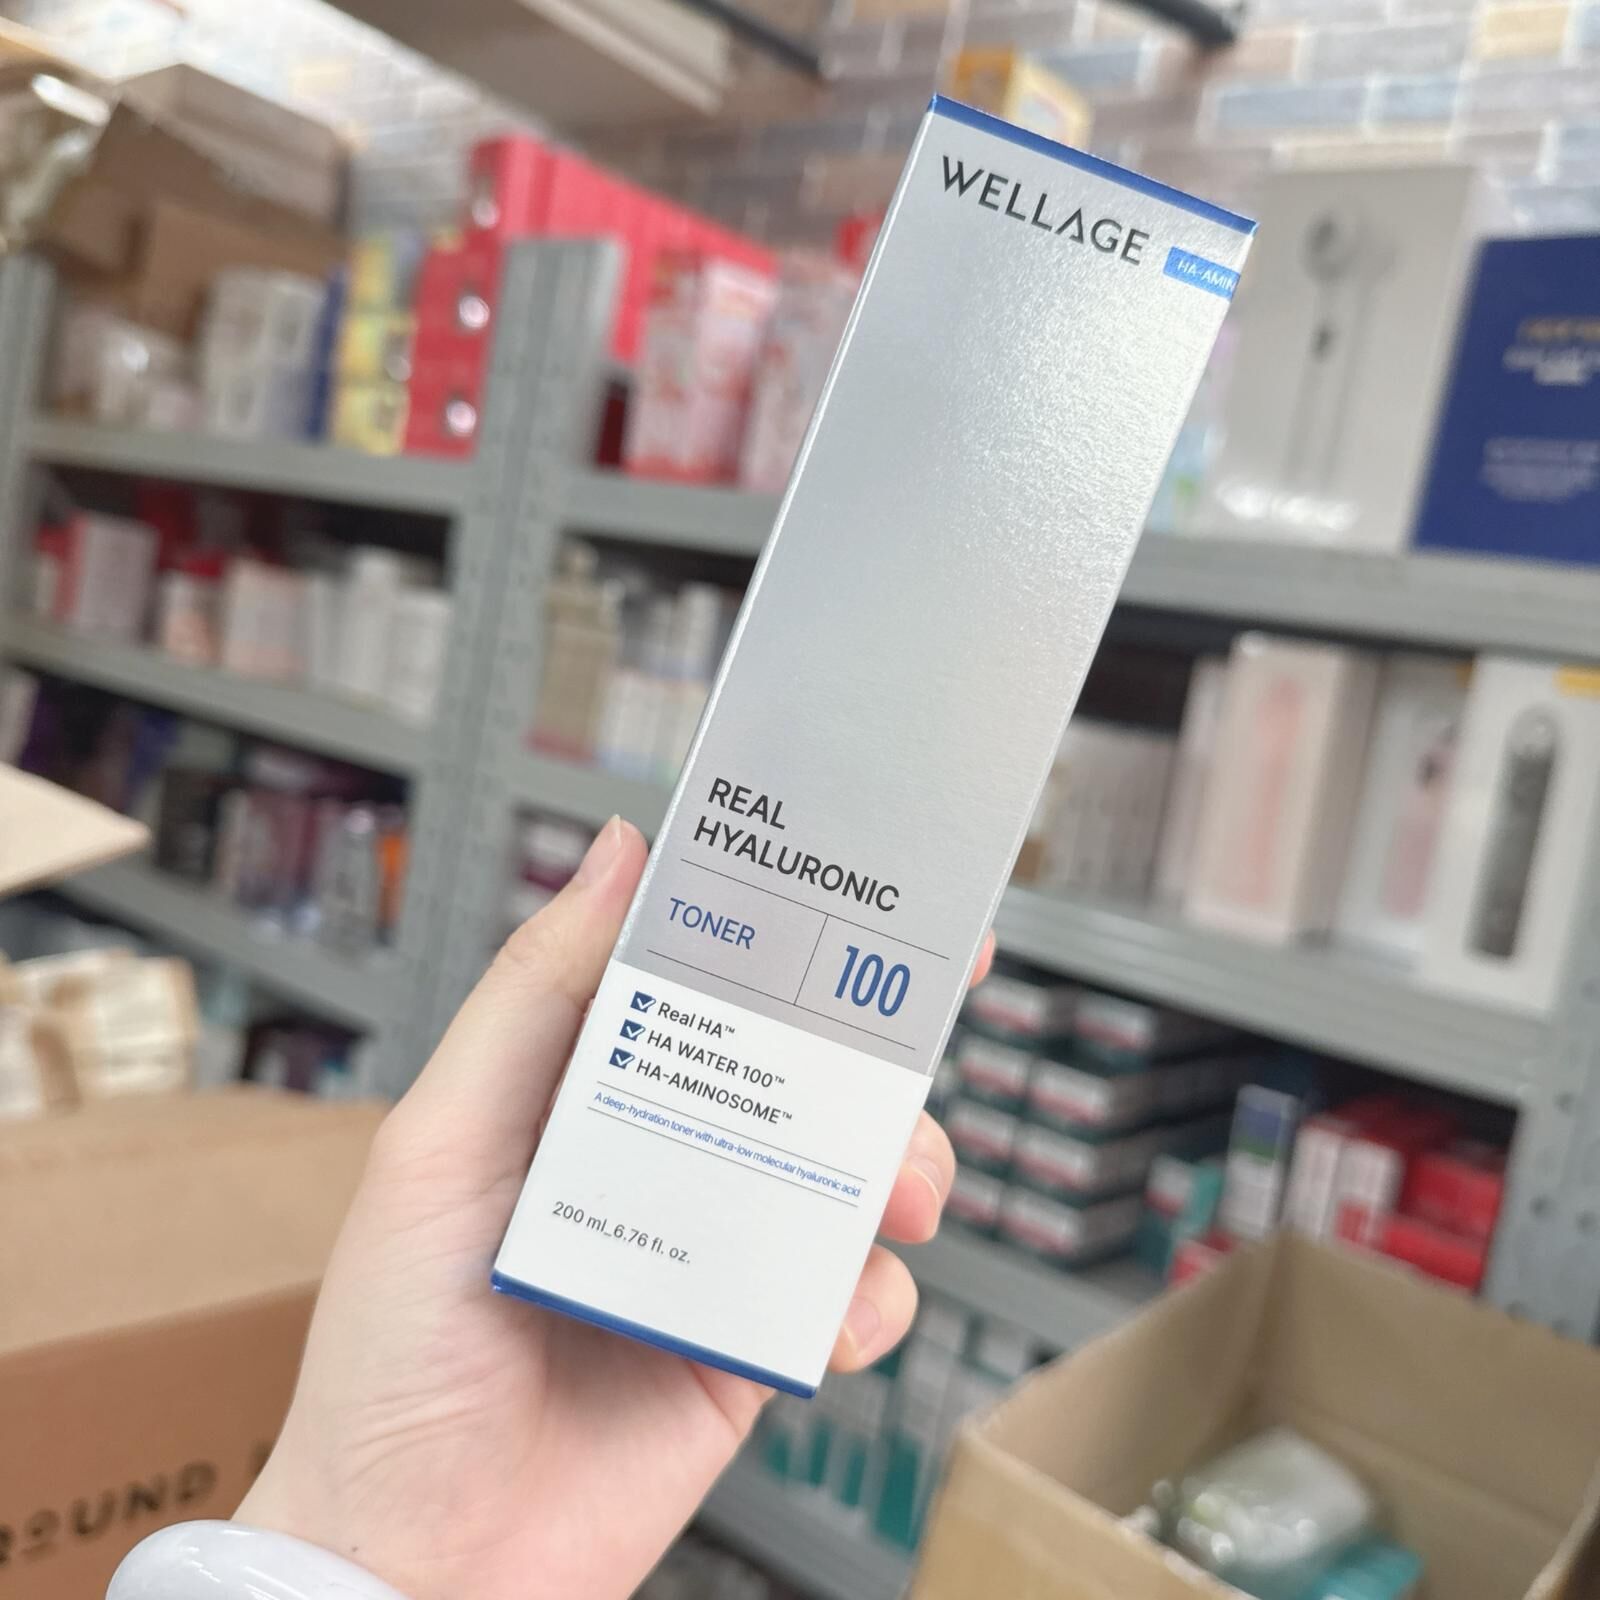 WELLAGE
HA-AMIN
REAL
HYALURONIC
TONER
100
Real HA™
HA WATER 100™
HA-AMINOSOME™
A deep-hydration toner with ultra-low molecular hyaluronic acid
200 ml_6.76 fl. oz.
ROUND